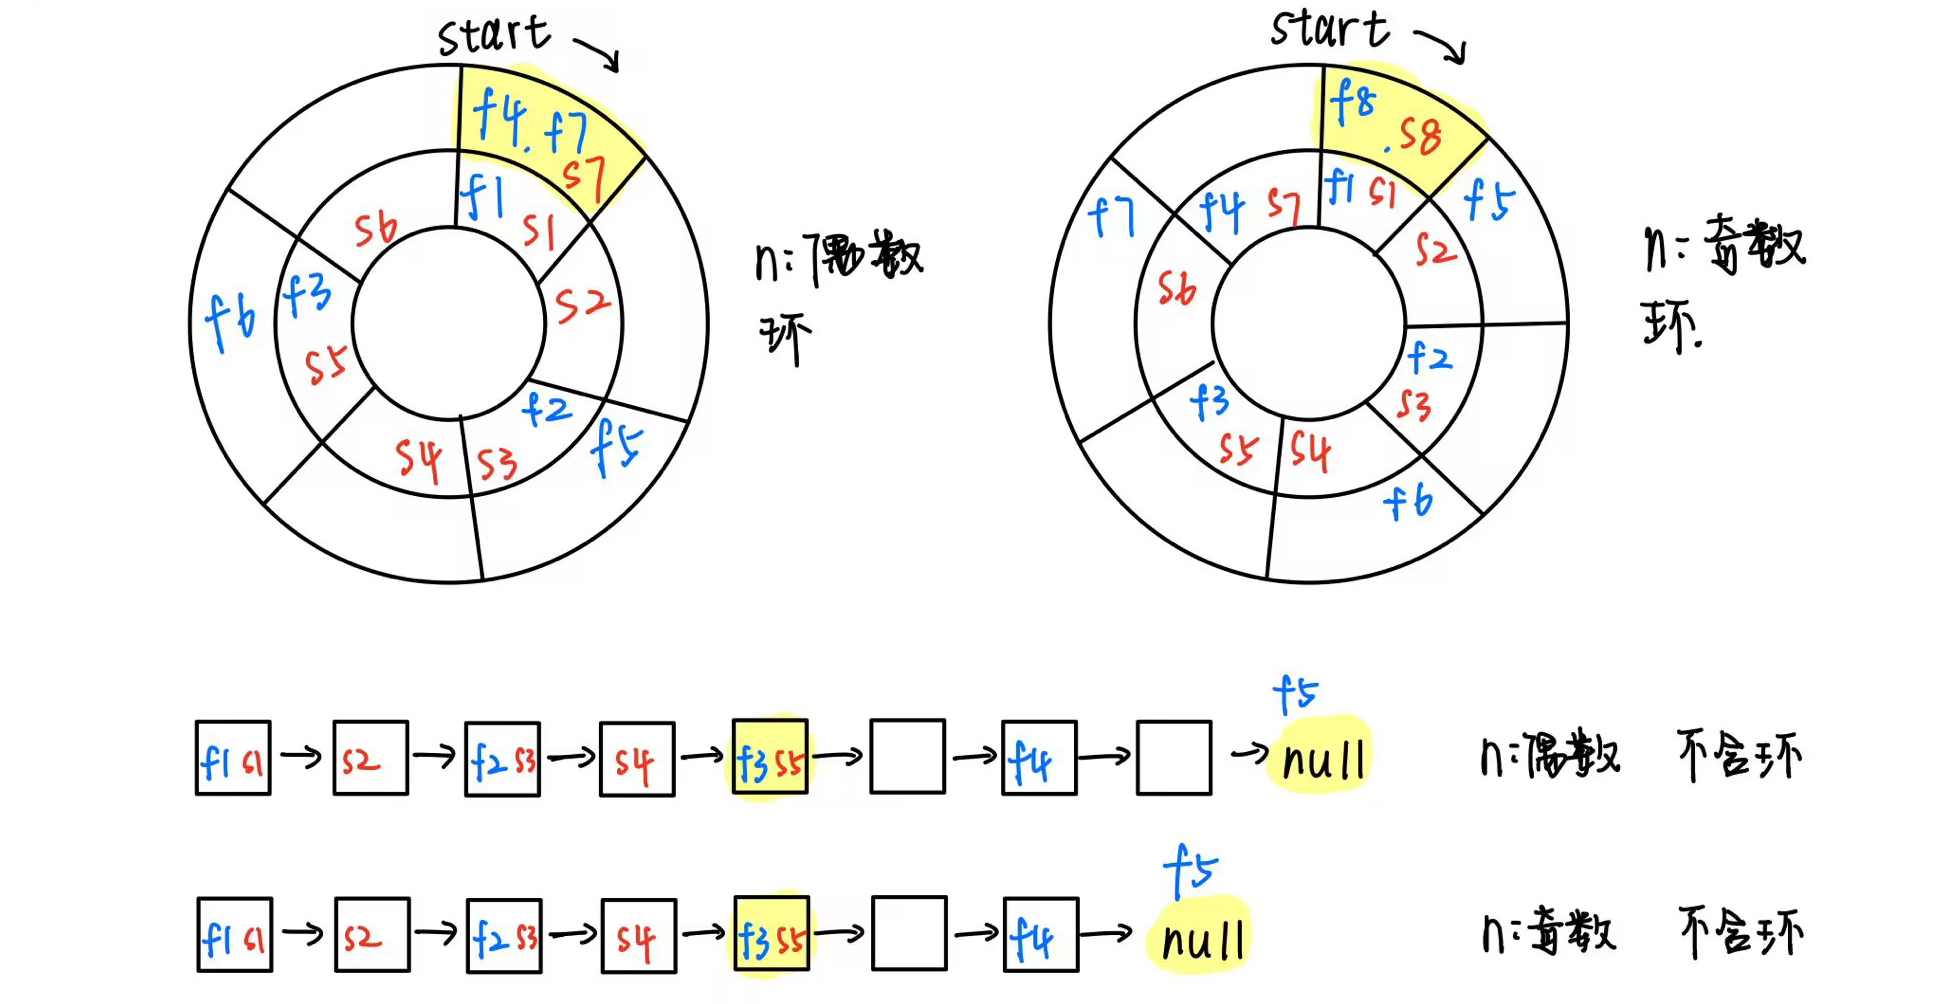 start
f4. f7
s7
f1
s1
s2
f2
f5
s3
s4
s5
f3
f6
s6
n:偶数
环
start
f8
. s8
f1 s1
f5
s2
f2
s3
f6
s4
f3
s5
s6
f7
f4 s7
n:奇数
环.
f5
f1 s1 → s2 → f2 s3 → s4 → f3 s5 → → f4 → → null n:偶数 不含环
f5
f1 s1 → s2 → f2 s3 → s4 → f3 s5 → → f4 → null n:奇数 不含环